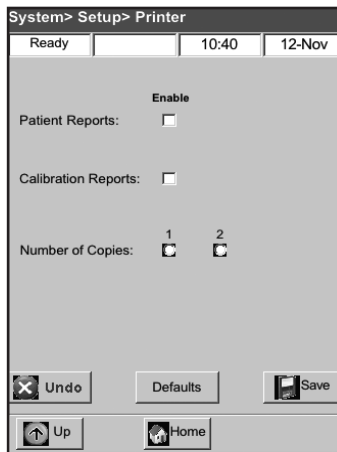 System> Setup> Printer
Ready 10:40 12-Nov
Enable
Patient Reports:
Calibration Reports:
1 2
Number of Copies:
Undo Defaults Save
Up Home